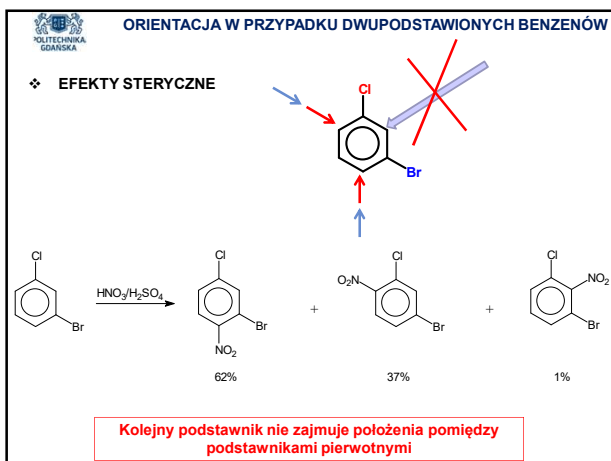 ORIENTACJA W PRZYPADKU DWUPODSTAWIONYCH BENZENÓW
POLITECHNIKA
GDAŃSKA
❖ EFEKTY STERYCZNE
Cl
Br
Cl
Br
HNO3/H2SO4
Cl
Br
NO2
62%
+
O2N
Cl
Br
37%
+
Cl
NO2
Br
1%
Kolejny podstawnik nie zajmuje położenia pomiędzy
podstawnikami pierwotnymi